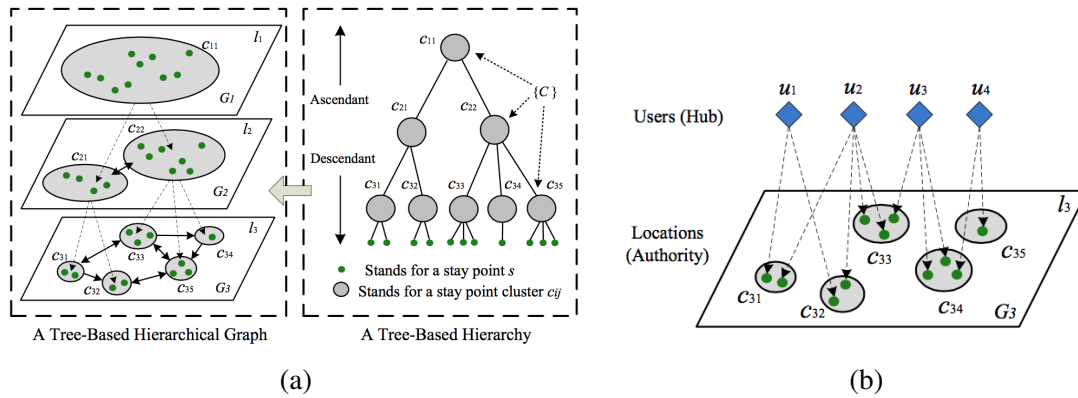 c11
l1
G1
l2
c22
c21
G2
l3
c31
c33
c34
c32
c35
G3
A Tree-Based Hierarchical Graph
c11
{C}
Ascendant
c21
c22
Descendant
c31
c32
c33
c34
c35
Stands for a stay point s
Stands for a stay point cluster cij
A Tree-Based Hierarchy
(a)
u1
u2
u3
u4
Users (Hub)
l3
Locations
(Authority)
c35
c33
c31
c32
c34
G3
(b)